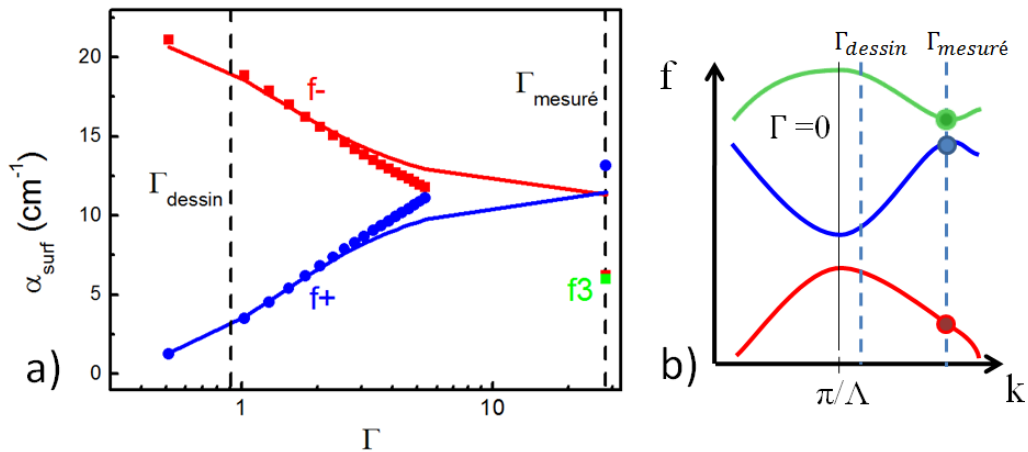 20
15
10
5
0
α_surf (cm⁻¹)
f-
Γ_dessin
f+
Γ_mesuré
f3
a)
1
10
Γ
Γ_dessin
Γ_mesuré
f
Γ =0
b)
π/Λ
k